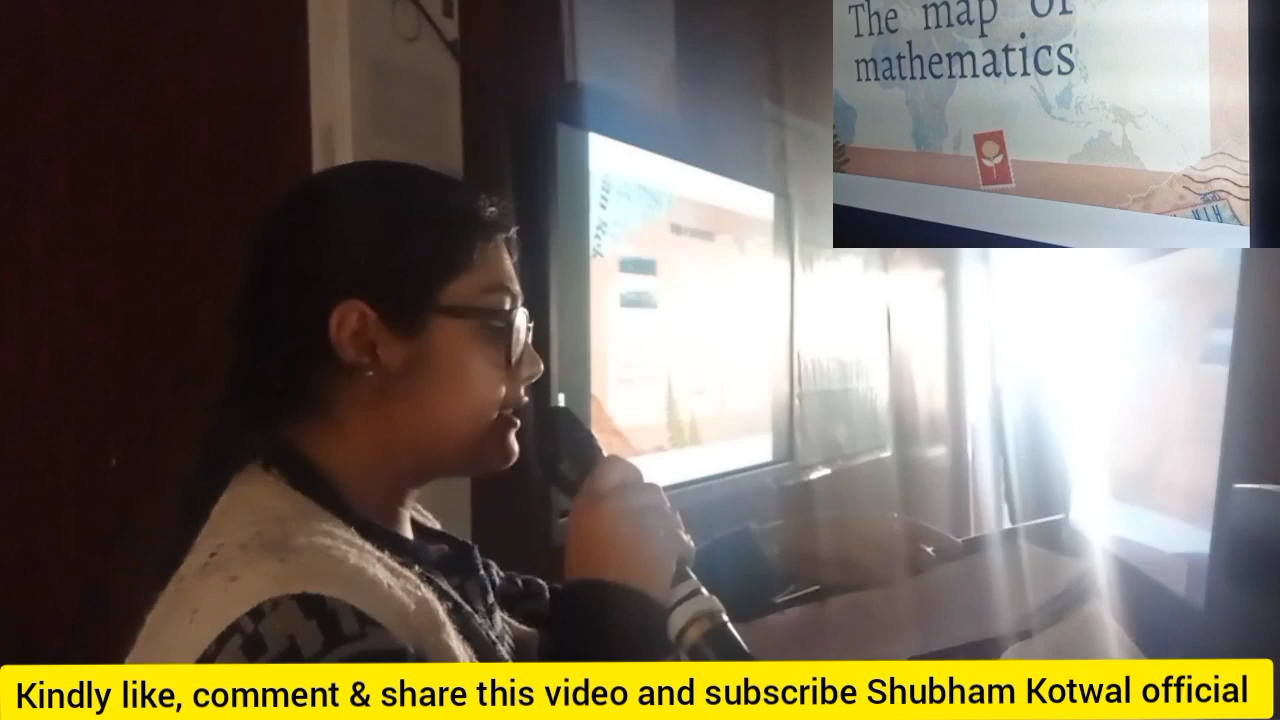 The map of
mathematics
Kindly like, comment & share this video and subscribe Shubham Kotwal official